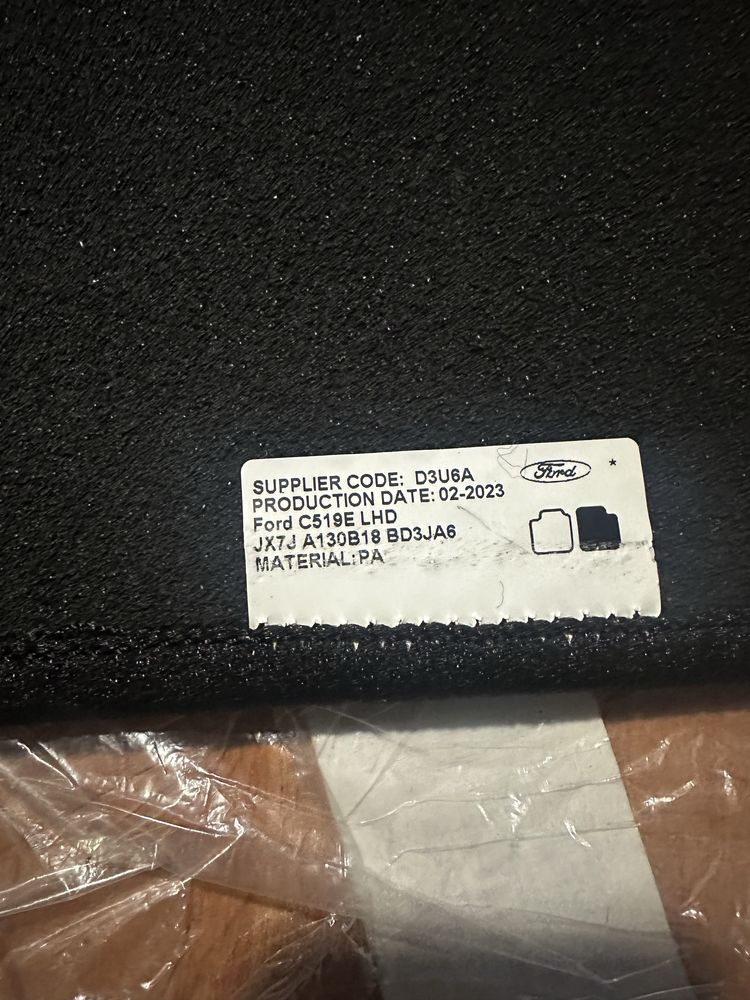 SUPPLIER CODE: D3U6A
PRODUCTION DATE: 02-2023
Ford C519E LHD
JX7J A130B18 BD3JA6
MATERIAL: PA
Ford *